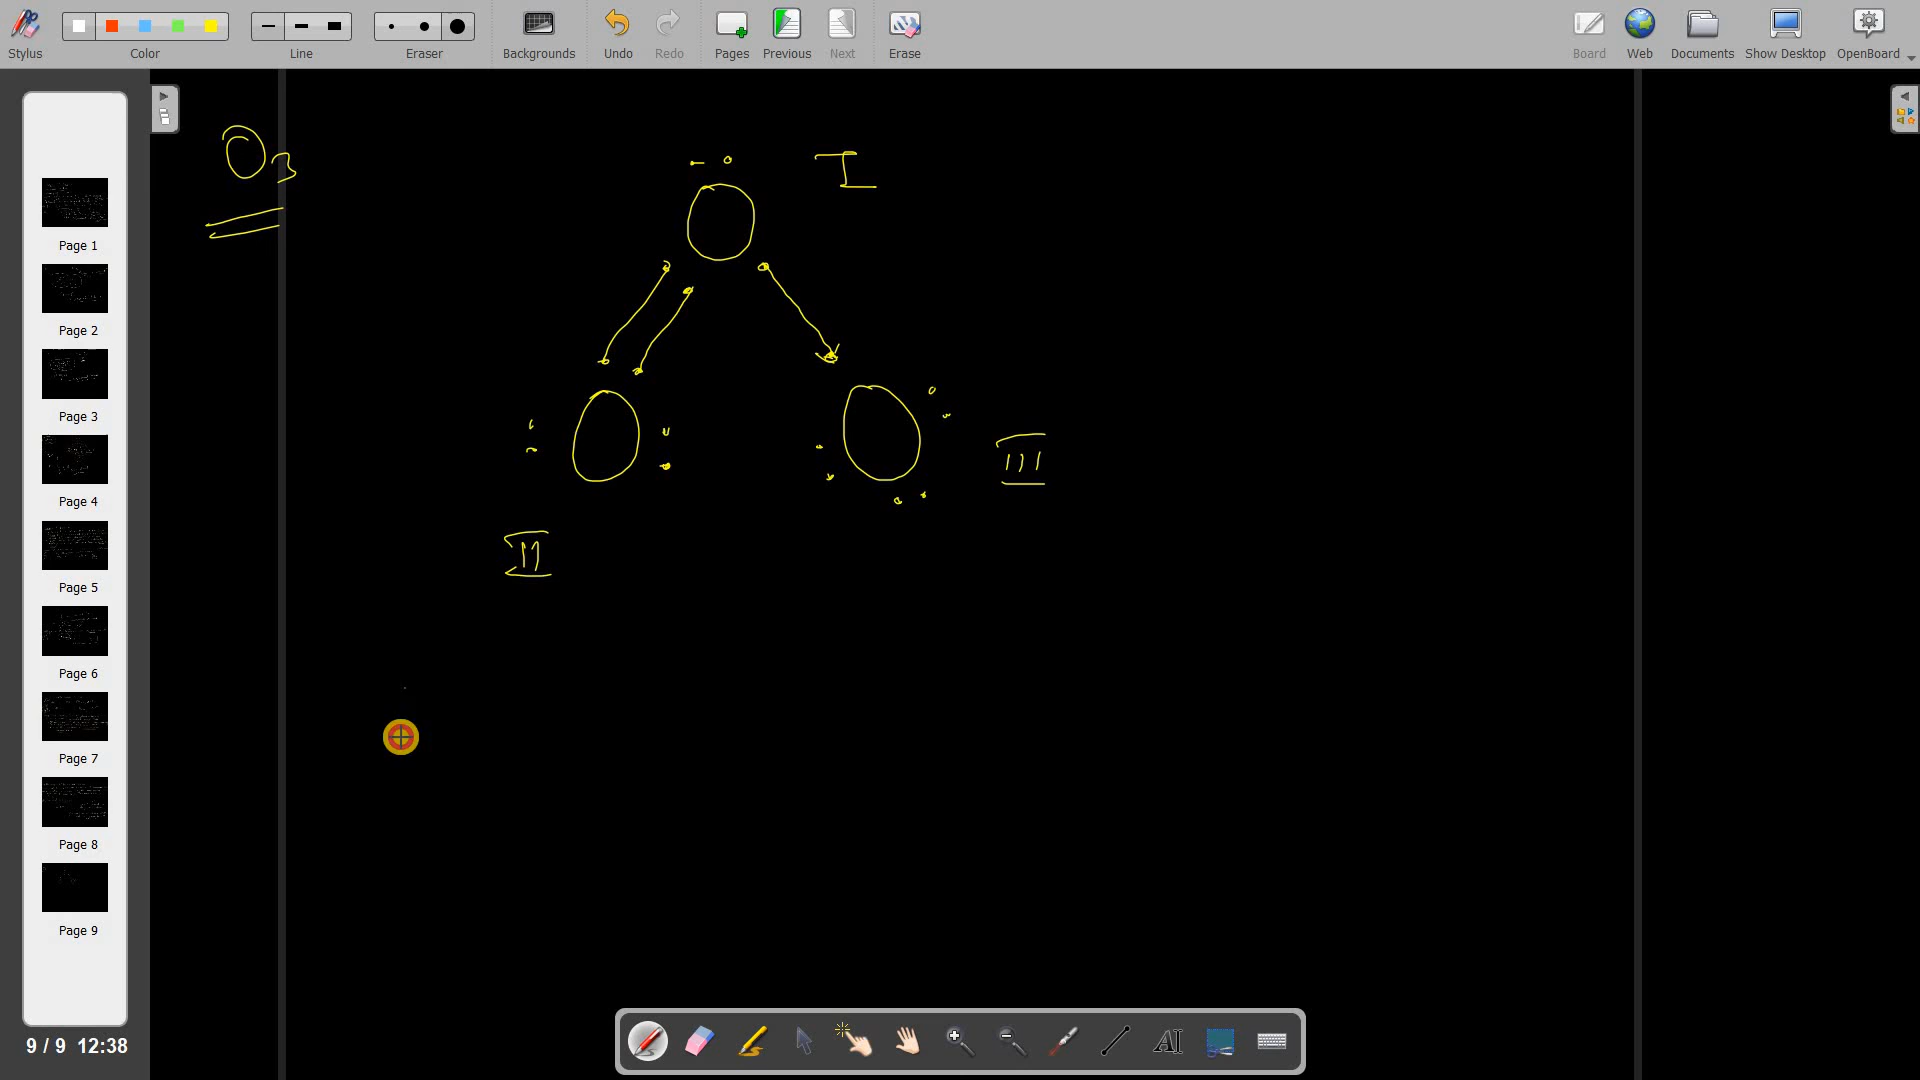 Stylus Color Line Eraser Backgrounds Undo Redo Pages Previous Next Erase Board Web Documents Show Desktop OpenBoard
O3
I
O
O
O
III
II
Page 1
Page 2
Page 3
Page 4
Page 5
Page 6
Page 7
Page 8
Page 9
9 / 9 12:38
AI